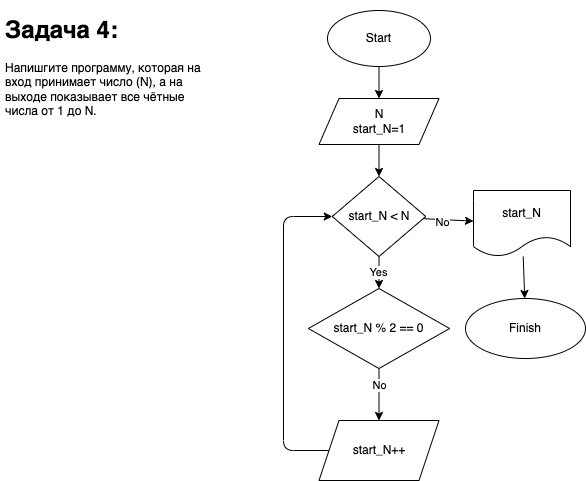 Задача 4:
Напишгите программу, которая на
вход принимает число (N), а на
выходе показывает все чётные
числа от 1 до N.
Start
N
start_N=1
start_N < N
No
start_N
Yes
start_N % 2 == 0
Finish
No
start_N++